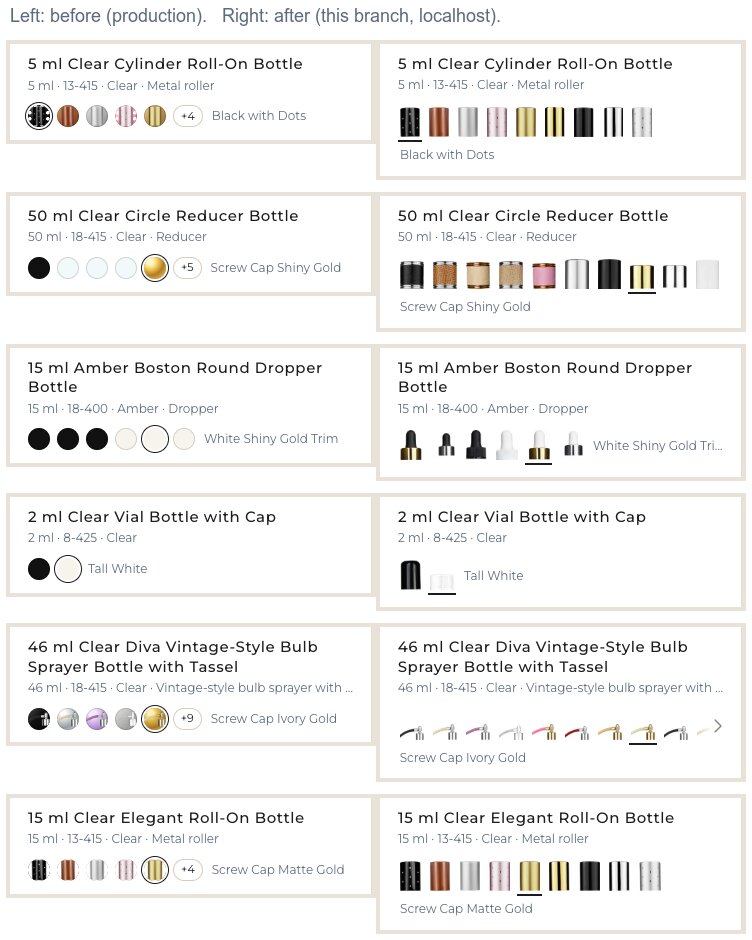 Left: before (production).   Right: after (this branch, localhost).
5 ml Clear Cylinder Roll-On Bottle
5 ml · 13-415 · Clear · Metal roller
+4
Black with Dots
5 ml Clear Cylinder Roll-On Bottle
5 ml · 13-415 · Clear · Metal roller
Black with Dots
50 ml Clear Circle Reducer Bottle
50 ml · 18-415 · Clear · Reducer
+5
Screw Cap Shiny Gold
50 ml Clear Circle Reducer Bottle
50 ml · 18-415 · Clear · Reducer
Screw Cap Shiny Gold
15 ml Amber Boston Round Dropper
Bottle
15 ml · 18-400 · Amber · Dropper
White Shiny Gold Trim
15 ml Amber Boston Round Dropper
Bottle
15 ml · 18-400 · Amber · Dropper
White Shiny Gold Tri...
2 ml Clear Vial Bottle with Cap
2 ml · 8-425 · Clear
Tall White
2 ml Clear Vial Bottle with Cap
2 ml · 8-425 · Clear
Tall White
46 ml Clear Diva Vintage-Style Bulb
Sprayer Bottle with Tassel
46 ml · 18-415 · Clear · Vintage-style bulb sprayer with ...
+9
Screw Cap Ivory Gold
46 ml Clear Diva Vintage-Style Bulb
Sprayer Bottle with Tassel
46 ml · 18-415 · Clear · Vintage-style bulb sprayer with ...
Screw Cap Ivory Gold
15 ml Clear Elegant Roll-On Bottle
15 ml · 13-415 · Clear · Metal roller
+4
Screw Cap Matte Gold
15 ml Clear Elegant Roll-On Bottle
15 ml · 13-415 · Clear · Metal roller
Screw Cap Matte Gold